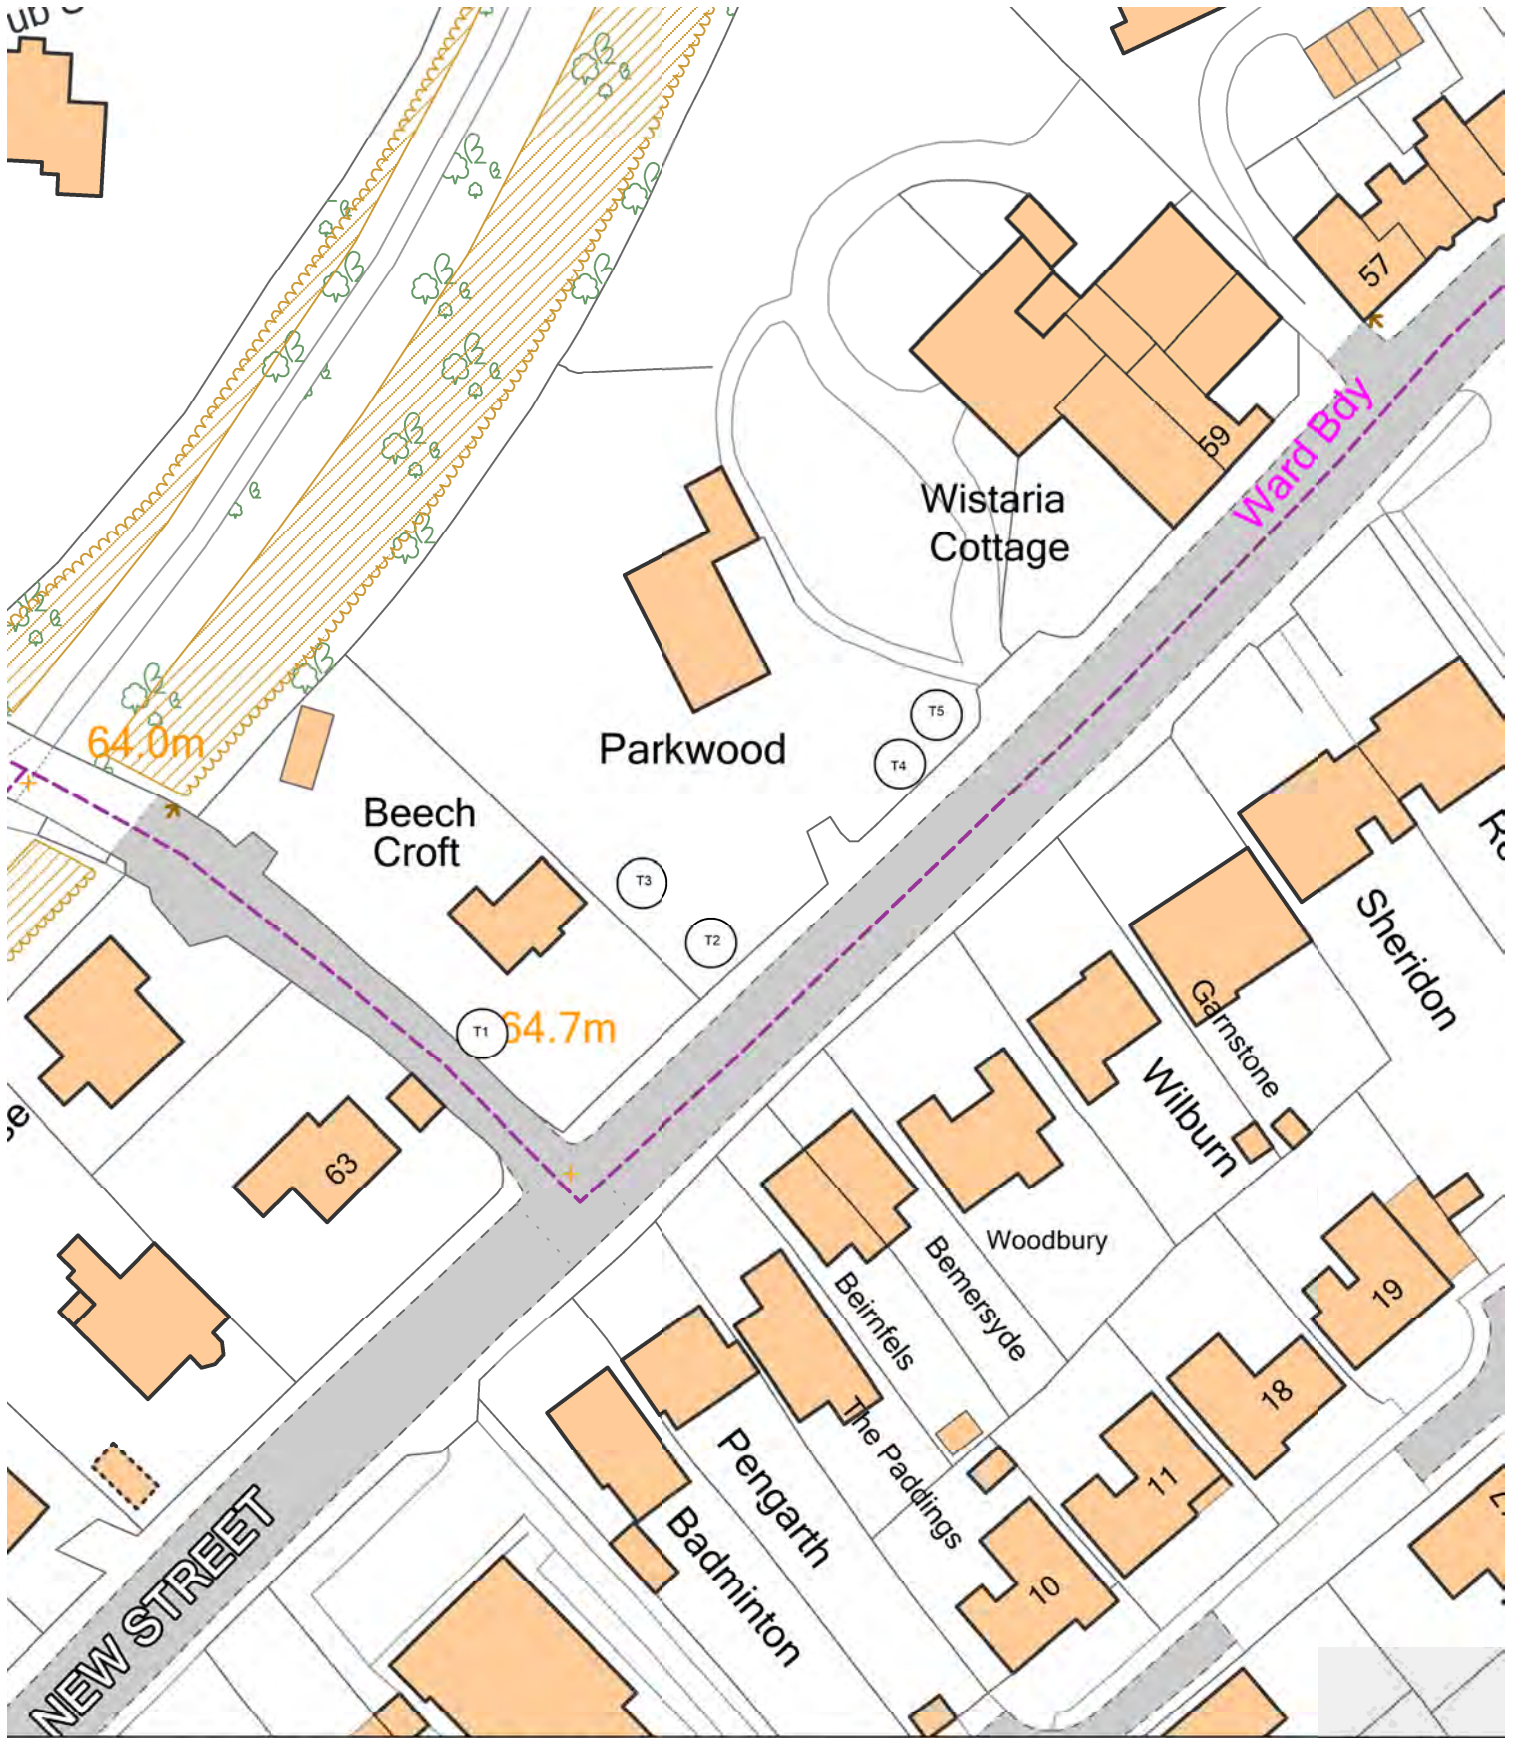 57
59
Ward Bdy
Wistaria
Cottage
T5
T4
Parkwood
64.0m
Beech
Croft
T3
T2
T1
64.7m
Sheridon
Garnstone
Wilburn
63
Woodbury
Bemersyde
Beirnfels
19
18
The Paddings
11
Pengarth
10
Badminton
NEW STREET